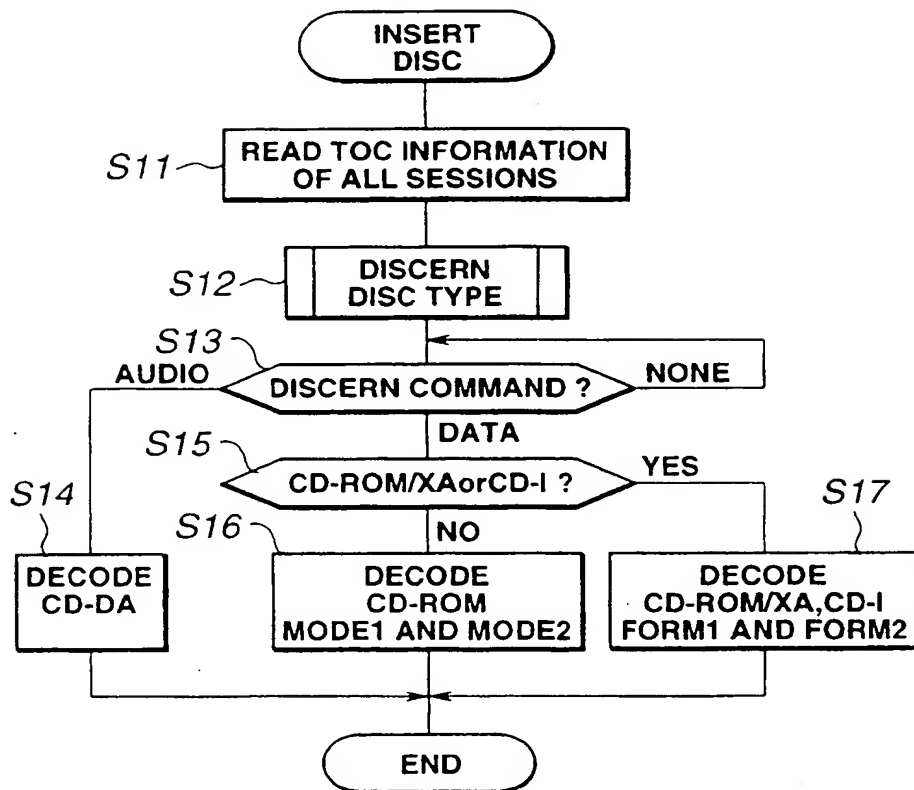 INSERT
DISC
S11
READ TOC INFORMATION
OF ALL SESSIONS
S12
DISCERN
DISC TYPE
S13
AUDIO
DISCERN COMMAND ?
NONE
DATA
S15
CD-ROM/XAorCD-I ?
YES
S14
S16
NO
S17
DECODE
CD-DA
DECODE
CD-ROM
MODE1 AND MODE2
DECODE
CD-ROM/XA,CD-I
FORM1 AND FORM2
END